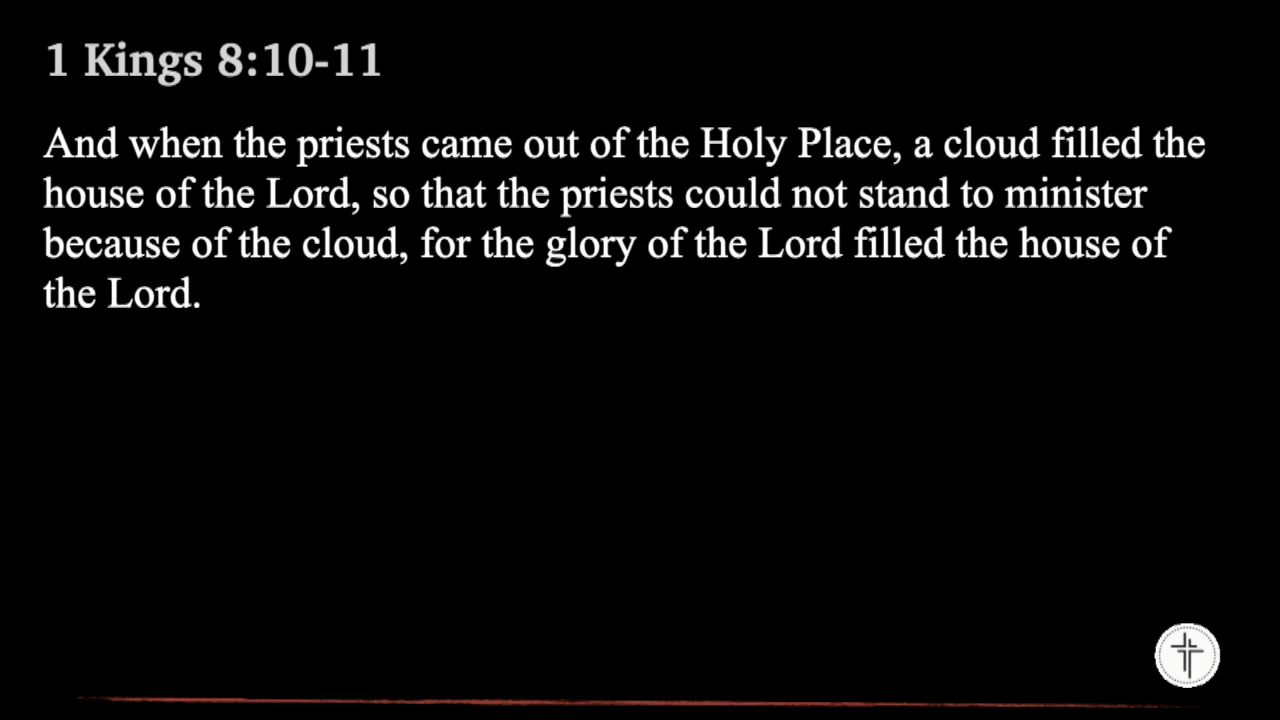 1 Kings 8:10-11
And when the priests came out of the Holy Place, a cloud filled the
house of the Lord, so that the priests could not stand to minister
because of the cloud, for the glory of the Lord filled the house of
the Lord.